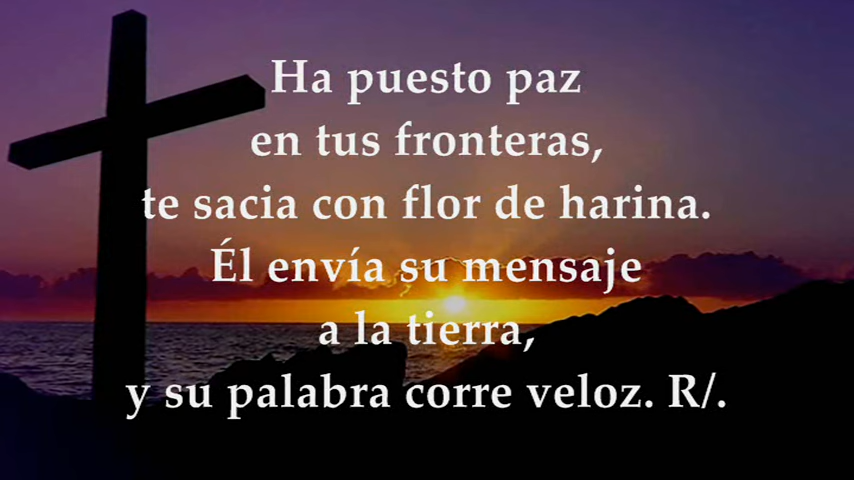 Ha puesto paz
en tus fronteras,
te sacia con flor de harina.
Él envía su mensaje
a la tierra,
y su palabra corre veloz. R/.